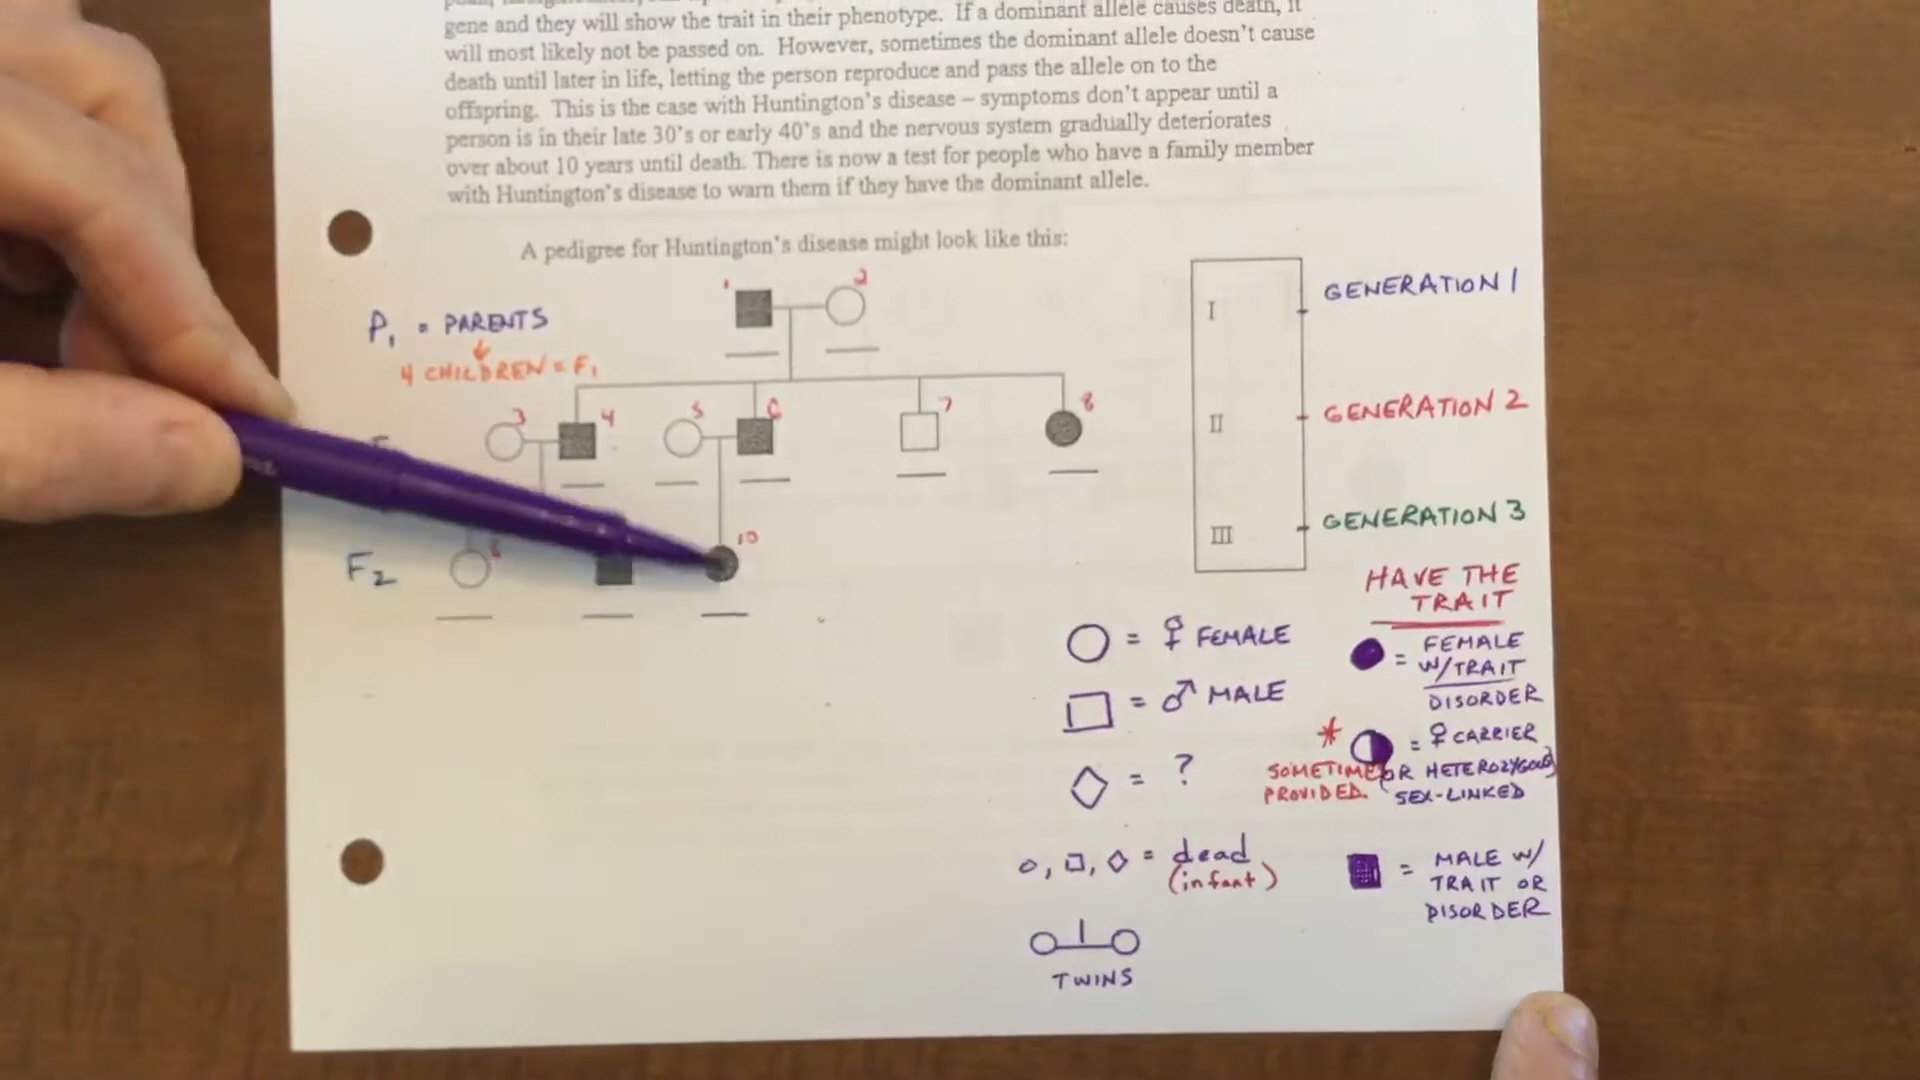 gene and they will show the trait in their phenotype. If a dominant allele causes death, it
will most likely not be passed on. However, sometimes the dominant allele doesn't cause
death until later in life, letting the person reproduce and pass the allele on to the
offspring. This is the case with Huntington's disease – symptoms don't appear until a
person is in their late 30's or early 40's and the nervous system gradually deteriorates
over about 10 years until death. There is now a test for people who have a family member
with Huntington's disease to warn them if they have the dominant allele.
A pedigree for Huntington's disease might look like this:
P1 = PARENTS
4 CHILDREN = F1
1 2
3 4 5 6 7 8
10
F2
I GENERATION 1
II GENERATION 2
III GENERATION 3
HAVE THE
TRAIT
= ♀ FEMALE
= ♂ MALE
= ?
= dead
(infant)
TWINS
= FEMALE
W/TRAIT
DISORDER
* = ♀ CARRIER
OR HETEROZYGOUS
SEX-LINKED
SOMETIMES
PROVIDED.
= MALE W/
TRAIT OR
DISORDER